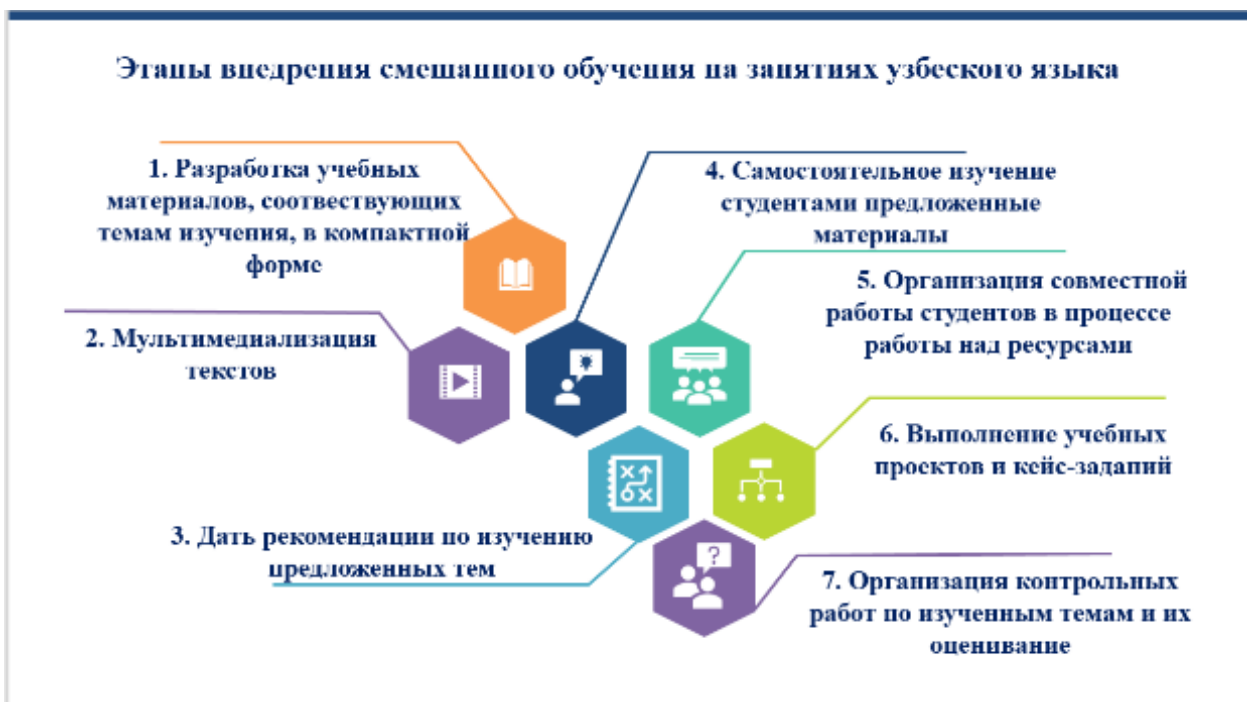 Этапы внедрения смешанного обучения на занятиях узбеского языка
1. Разработка учебных
материалов, соотвествующих
темам изучения, в компактной
форме
2. Мультимедиализация
текстов
3. Дать рекомендации по изучению
предложенных тем
4. Самостоятельное изучение
студентами предложенные
материалы
5. Организация совместной
работы студентов в процессе
работы над ресурсами
6. Выполнение учебных
проектов и кейс-заданий
7. Организация контрольных
работ по изученным темам и их
оценивание